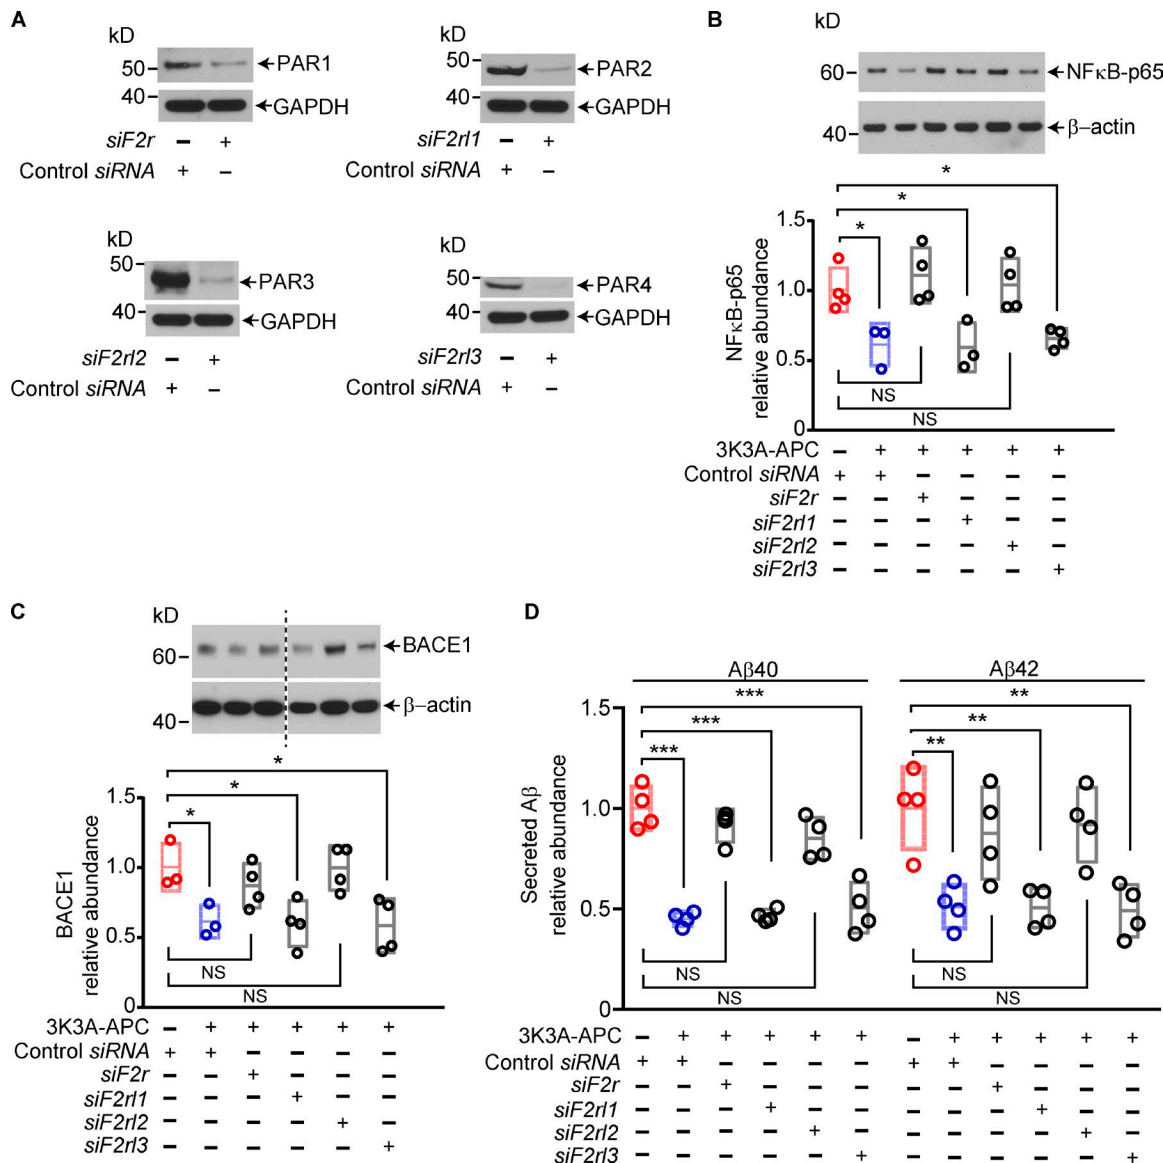 A
kD
50
PAR1
40
GAPDH
siF2r – +
Control siRNA + –
kD
50
PAR2
40
GAPDH
siF2rl1 – +
Control siRNA + –
kD
50
PAR3
40
GAPDH
siF2rl2 – +
Control siRNA + –
kD
50
PAR4
40
GAPDH
siF2rl3 – +
Control siRNA + –
B
kD
60
NFκB-p65
40
β–actin
NFκB-p65
relative abundance
1.5
1.0
0.5
0
*
*
*
NS
NS
3K3A-APC – + + + + +
Control siRNA + + – – – –
siF2r – – + – – –
siF2rl1 – – – + – –
siF2rl2 – – – – + –
siF2rl3 – – – – – +
C
kD
60
BACE1
40
β–actin
BACE1
relative abundance
1.5
1.0
0.5
0
*
*
*
NS
NS
3K3A-APC – + + + + +
Control siRNA + + – – – –
siF2r – – + – – –
siF2rl1 – – – + – –
siF2rl2 – – – – + –
siF2rl3 – – – – – +
D
Aβ40 Aβ42
Secreted Aβ
relative abundance
1.5
1.0
0.5
0
*** **
*** **
*** **
NS NS
NS NS
3K3A-APC – + + + + + – + + + + +
Control siRNA + + – – – – + + – – – –
siF2r – – + – – – – – + – – –
siF2rl1 – – – + – – – – – + – –
siF2rl2 – – – – + – – – – – + –
siF2rl3 – – – – – + – – – – – +